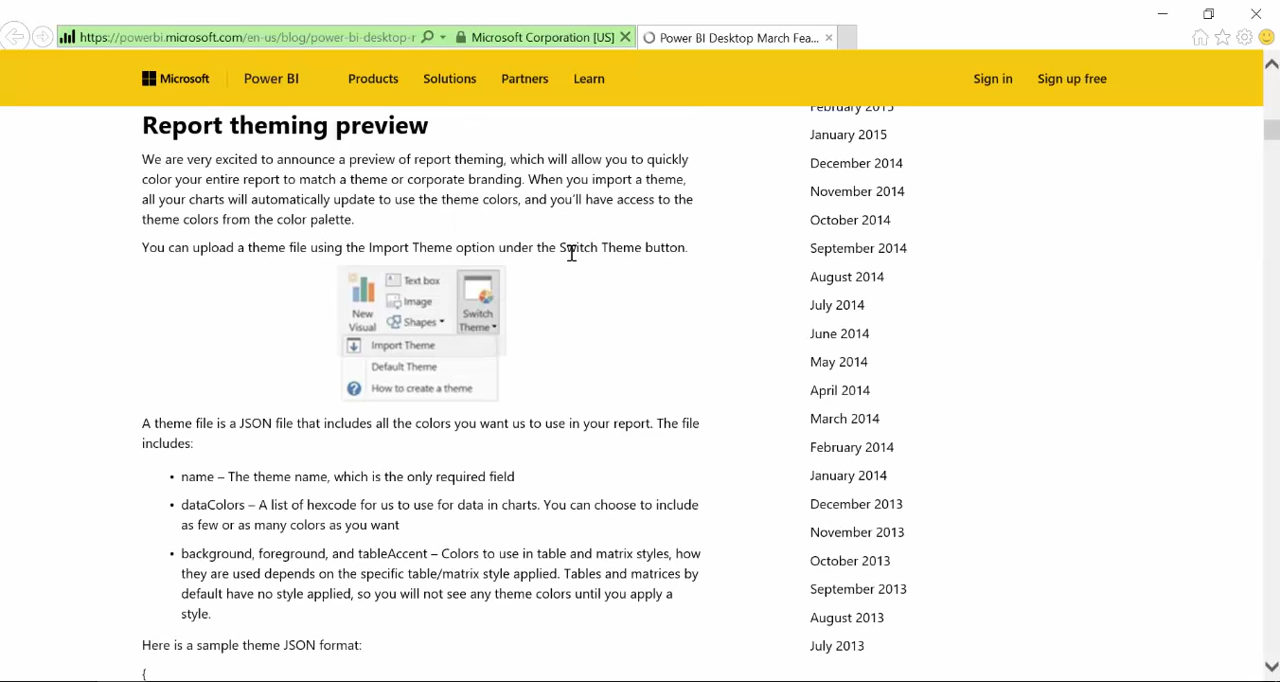 https://powerbi.microsoft.com/en-us/blog/power-bi-desktop-r
Microsoft Corporation [US]
Power BI Desktop March Fea...
Microsoft
Power BI
Products
Solutions
Partners
Learn
Sign in
Sign up free
Report theming preview
We are very excited to announce a preview of report theming, which will allow you to quickly
color your entire report to match a theme or corporate branding. When you import a theme,
all your charts will automatically update to use the theme colors, and you'll have access to the
theme colors from the color palette.
You can upload a theme file using the Import Theme option under the Switch Theme button.
New
Visual
Text box
Image
Shapes
Switch
Theme
Import Theme
Default Theme
How to create a theme
A theme file is a JSON file that includes all the colors you want us to use in your report. The file
includes:
• name – The theme name, which is the only required field
• dataColors – A list of hexcode for us to use for data in charts. You can choose to include
as few or as many colors as you want
• background, foreground, and tableAccent – Colors to use in table and matrix styles, how
they are used depends on the specific table/matrix style applied. Tables and matrices by
default have no style applied, so you will not see any theme colors until you apply a
style.
Here is a sample theme JSON format:
{
February 2015
January 2015
December 2014
November 2014
October 2014
September 2014
August 2014
July 2014
June 2014
May 2014
April 2014
March 2014
February 2014
January 2014
December 2013
November 2013
October 2013
September 2013
August 2013
July 2013